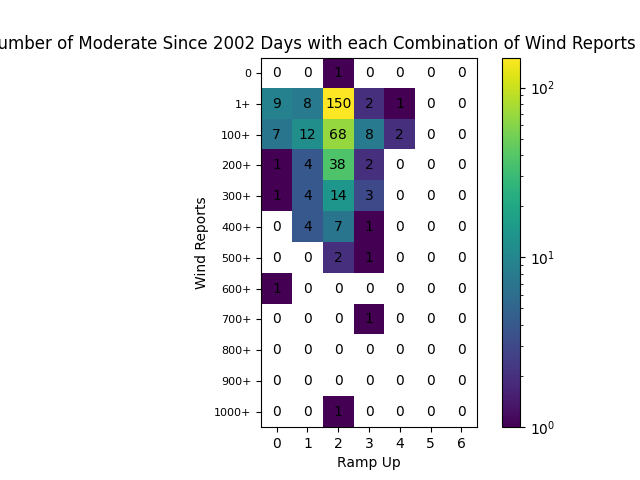 umber of Moderate Since 2002 Days with each Combination of Wind Reports
0 0 0 1 0 0 0 0
1+ 9 8 150 2 1 0 0
100+ 7 12 68 8 2 0 0
200+ 1 4 38 2 0 0 0
300+ 1 4 14 3 0 0 0
400+ 0 4 7 1 0 0 0
500+ 0 0 2 1 0 0 0
600+ 1 0 0 0 0 0 0
700+ 0 0 0 1 0 0 0
800+ 0 0 0 0 0 0 0
900+ 0 0 0 0 0 0 0
1000+ 0 0 1 0 0 0 0
0 1 2 3 4 5 6
Ramp Up
Wind Reports
10²
10¹
10⁰